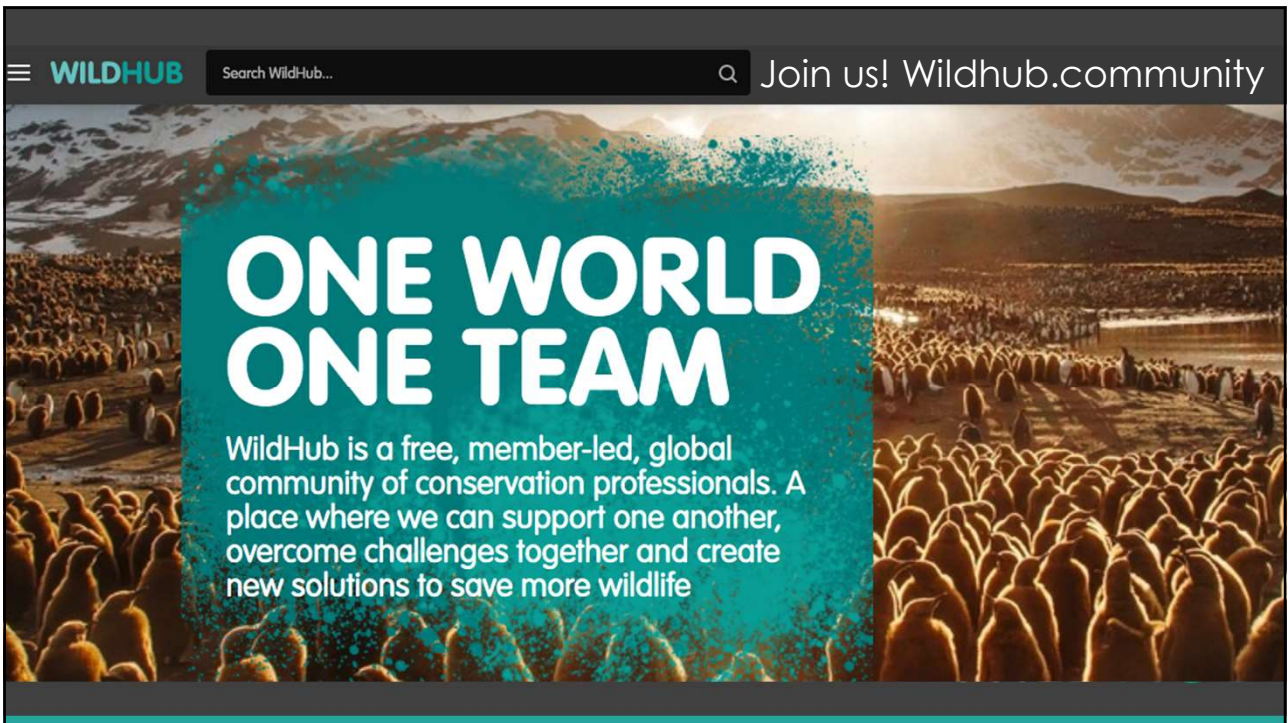 WILDHUB
Search WildHub...
Join us! Wildhub.community
ONE WORLD
ONE TEAM
WildHub is a free, member-led, global
community of conservation professionals. A
place where we can support one another,
overcome challenges together and create
new solutions to save more wildlife